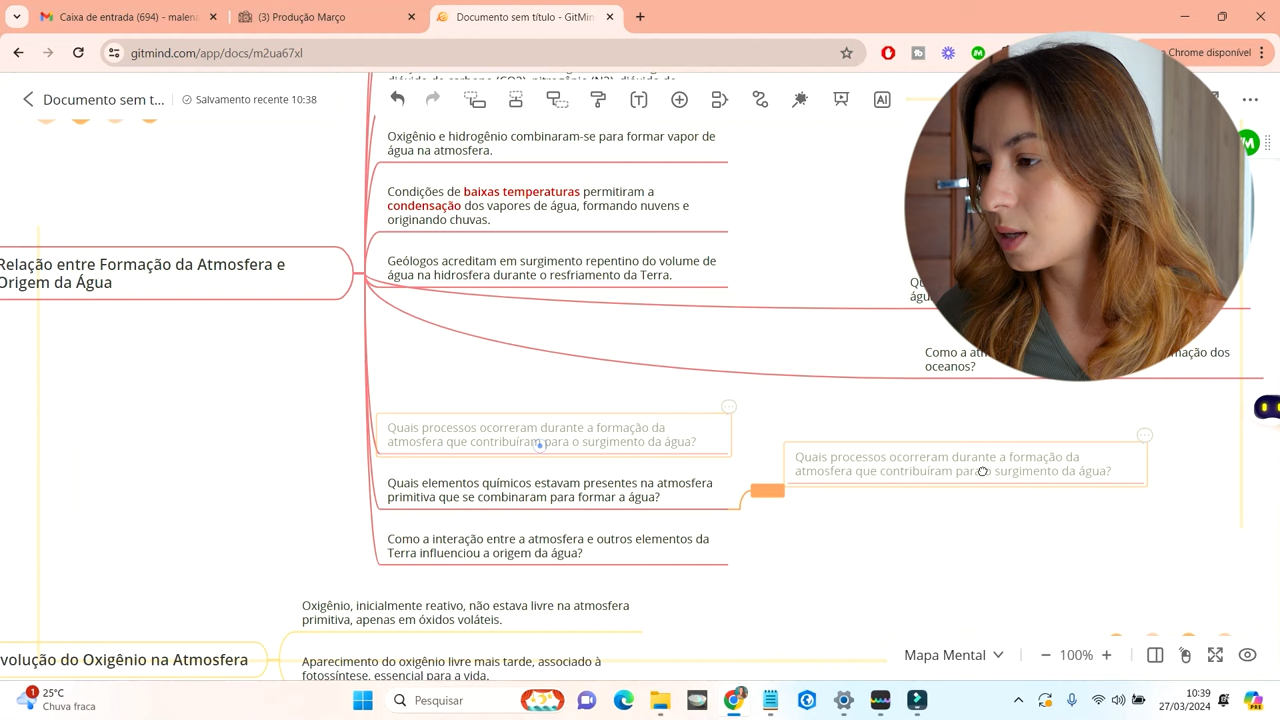 Caixa de entrada (694) - malen
(3) Produção Março
Documento sem título - GitMin
gitmind.com/app/docs/m2ua67xl
Chrome disponível
Documento sem t...
Salvamento recente 10:38
AI
Oxigênio e hidrogênio combinaram-se para formar vapor de
água na atmosfera.
Condições de baixas temperaturas permitiram a
condensação dos vapores de água, formando nuvens e
originando chuvas.
Relação entre Formação da Atmosfera e
Origem da Água
Geólogos acreditam em surgimento repentino do volume de
água na hidrosfera durante o resfriamento da Terra.
Como a
dos
oceanos?
Quais processos ocorreram durante a formação da
atmosfera que contribuíram para o surgimento da água?
Quais processos ocorreram durante a formação da
atmosfera que contribuíram para o surgimento da água?
Quais elementos químicos estavam presentes na atmosfera
primitiva que se combinaram para formar a água?
Como a interação entre a atmosfera e outros elementos da
Terra influenciou a origem da água?
Oxigênio, inicialmente reativo, não estava livre na atmosfera
primitiva, apenas em óxidos voláteis.
volução do Oxigênio na Atmosfera
Aparecimento do oxigênio livre mais tarde, associado à
fotossíntese, essencial para a vida.
Mapa Mental
100%
1
25°C
Chuva fraca
Pesquisar
10:39
27/03/2024